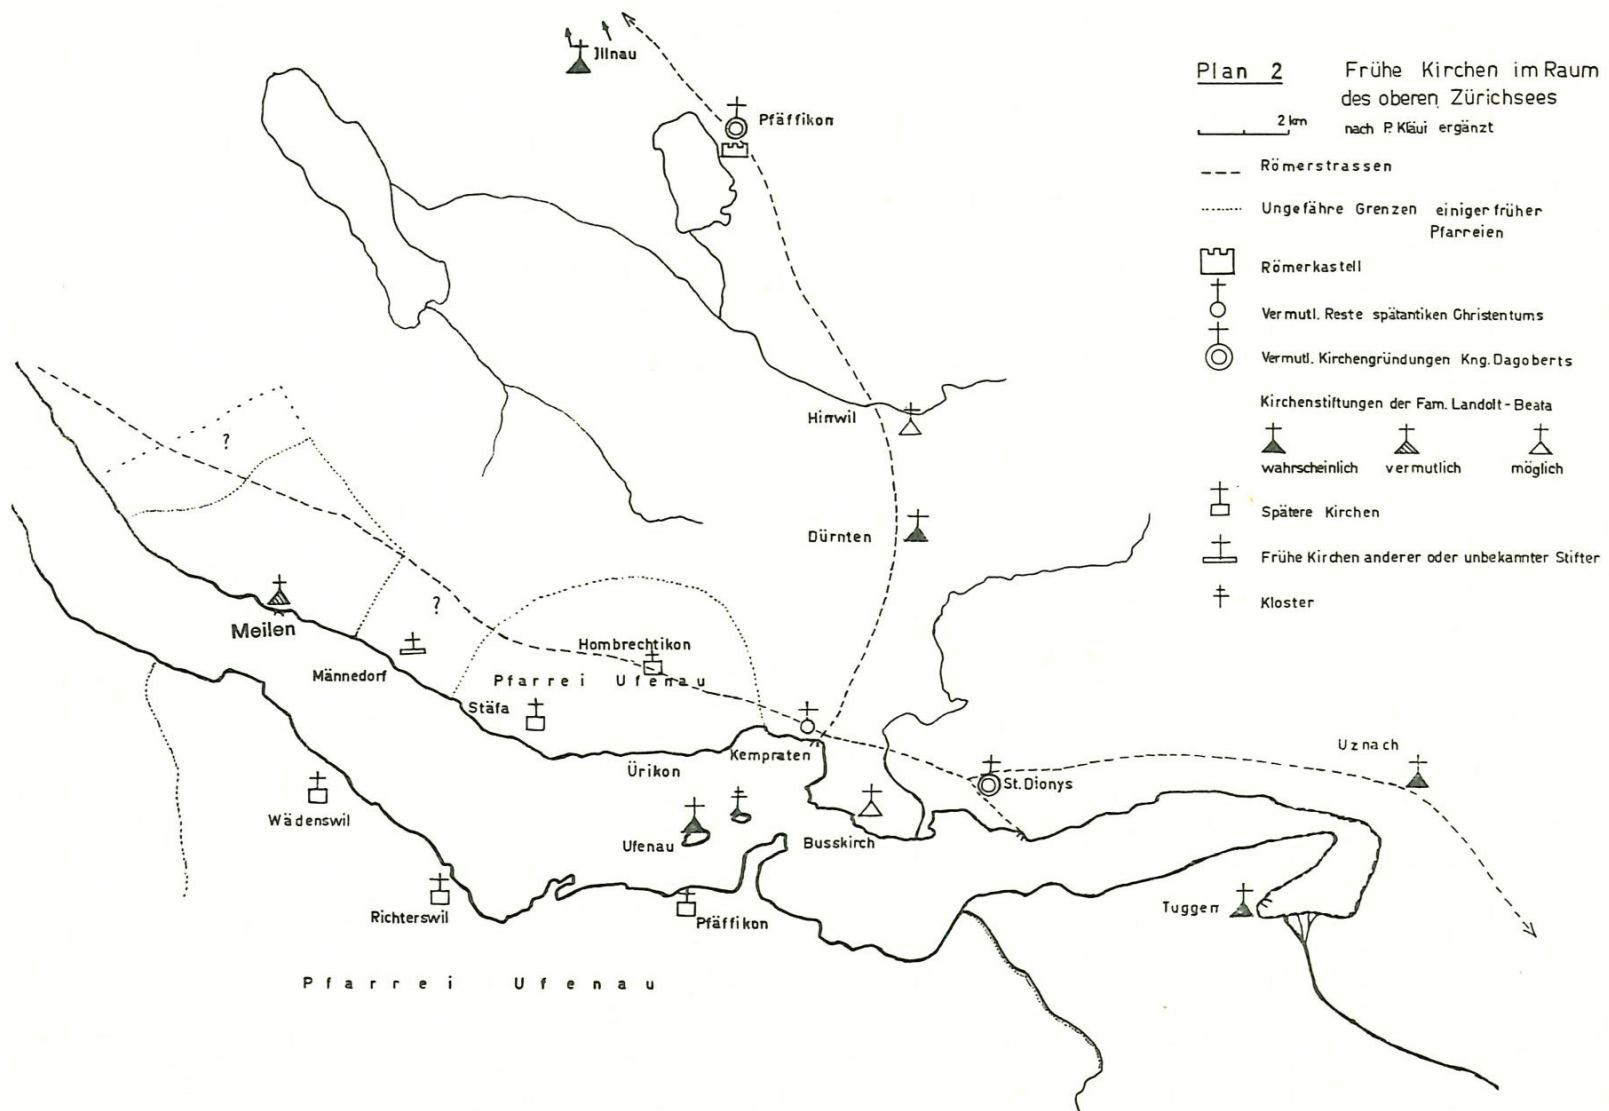 Plan 2
Frühe Kirchen im Raum
des oberen Zürichsees
nach P. Kläui ergänzt
2 km
Römerstrassen
Ungefähre Grenzen einiger früher
Pfarreien
Römerkastell
Vermutl. Reste spätantiken Christentums
Vermutl. Kirchengründungen Kng. Dagoberts
Kirchenstiftungen der Fam. Landolt-Beata
wahrscheinlich vermutlich möglich
Spätere Kirchen
Frühe Kirchen anderer oder unbekannter Stifter
Kloster
Jllnau
Pfäffikon
Hinwil
?
Dürnten
?
Meilen
Männedorf
Hombrechtikon
Pfarrei Ufenau
Stäfa
Ürikon
Kempraten
Uznach
St. Dionys
Wädenswil
Ufenau
Busskirch
Richterswil
Pfäffikon
Tuggen
Pfarrei Ufenau